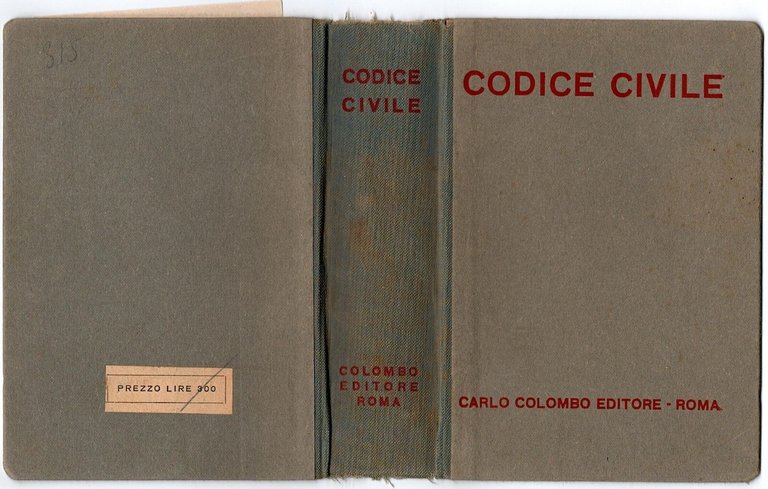 315
PREZZO LIRE 300
CODICE
CIVILE
COLOMBO
EDITORE
ROMA
CODICE CIVILE
CARLO COLOMBO EDITORE - ROMA